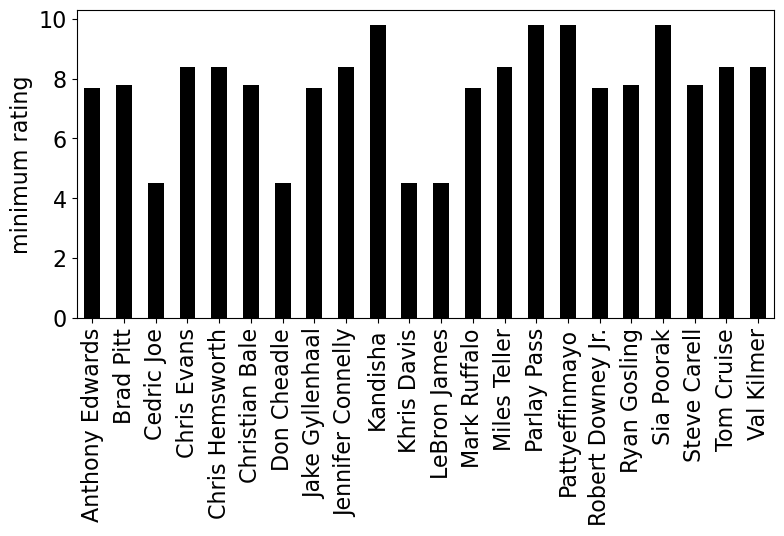 minimum rating
10
8
6
4
2
0
Anthony Edwards
Brad Pitt
Cedric Joe
Chris Evans
Chris Hemsworth
Christian Bale
Don Cheadle
Jake Gyllenhaal
Jennifer Connelly
Kandisha
Khris Davis
LeBron James
Mark Ruffalo
Miles Teller
Parlay Pass
Pattyeffinmayo
Robert Downey Jr.
Ryan Gosling
Sia Poorak
Steve Carell
Tom Cruise
Val Kilmer